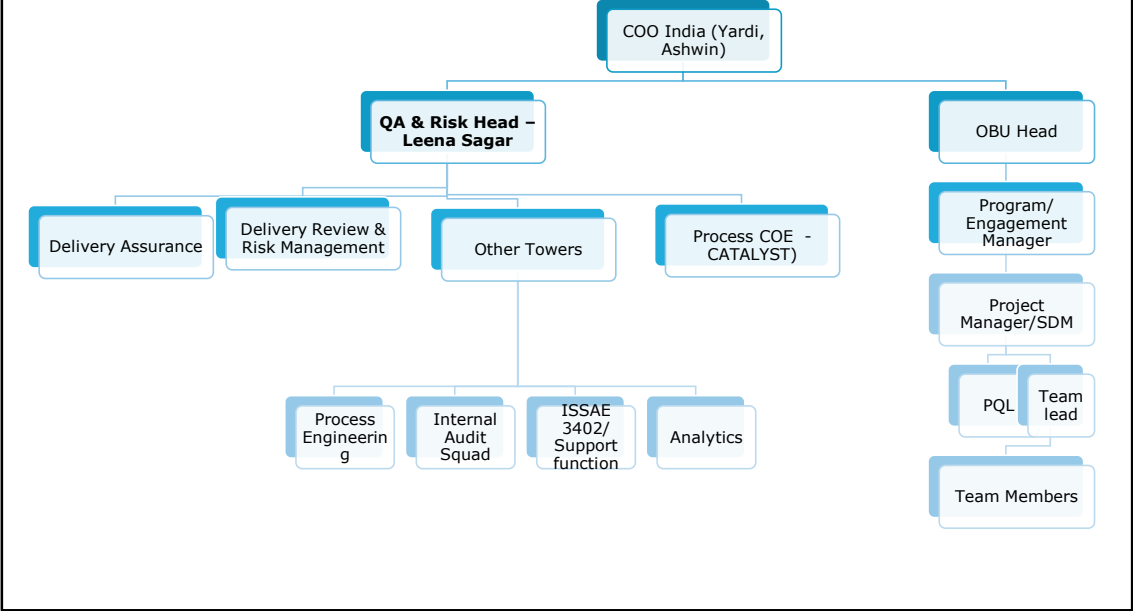 COO India (Yardi,
Ashwin)
QA & Risk Head –
Leena Sagar
OBU Head
Delivery Assurance
Delivery Review &
Risk Management
Other Towers
Process COE  -
CATALYST)
Program/
Engagement
Manager
Project
Manager/SDM
Process
Engineerin
g
Internal
Audit
Squad
ISSAE
3402/
Support
function
Analytics
PQL
Team
lead
Team Members